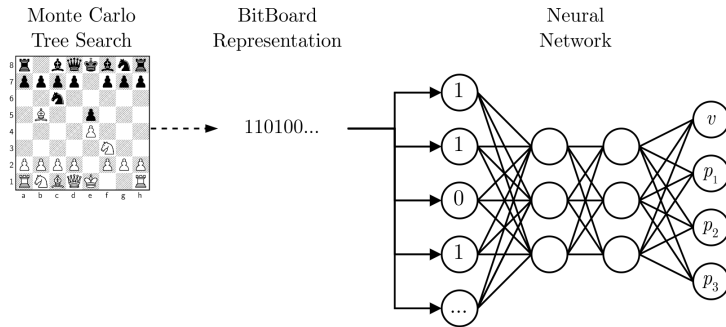 Monte Carlo
Tree Search
BitBoard
Representation
Neural
Network
8
7
6
5
4
3
2
1
a b c d e f g h
110100...
1
1
0
1
...
v
p1
p2
p3